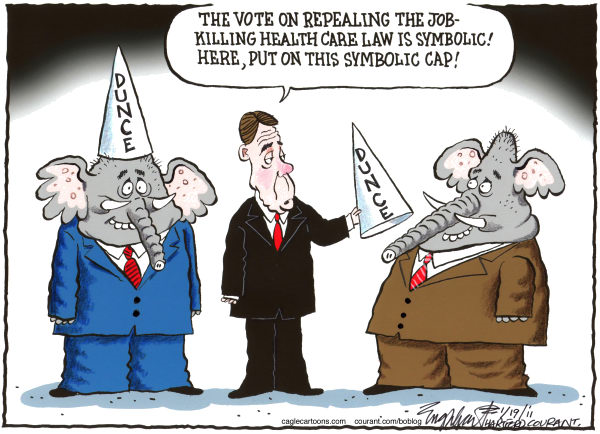 THE VOTE ON REPEALING THE JOB-
KILLING HEALTH CARE LAW IS SYMBOLIC!
HERE, PUT ON THIS SYMBOLIC CAP!
DUNCE
DUNCE
caglecartoons.com courant.com/boblog
Englehart 1/19/11
HARTFORD COURANT.